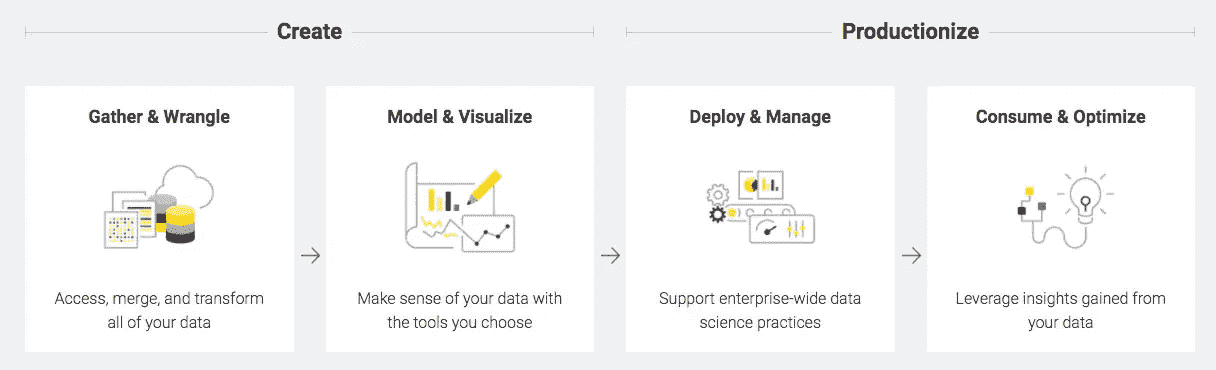 Create
Productionize
Gather & Wrangle
Access, merge, and transform
all of your data
Model & Visualize
Make sense of your data with
the tools you choose
Deploy & Manage
Support enterprise-wide data
science practices
Consume & Optimize
Leverage insights gained from
your data